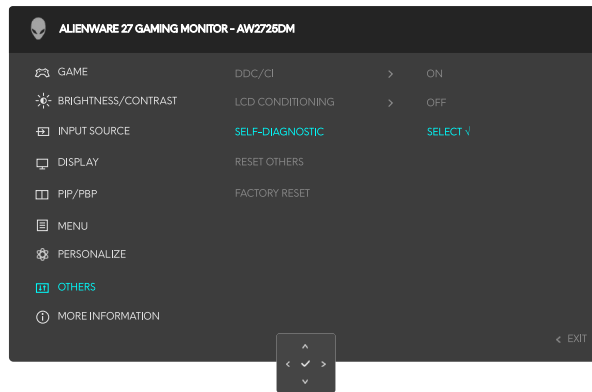 ALIENWARE 27 GAMING MONITOR - AW2725DM
GAME
DDC/CI > ON
BRIGHTNESS/CONTRAST
LCD CONDITIONING > OFF
INPUT SOURCE
SELF-DIAGNOSTIC SELECT √
DISPLAY
RESET OTHERS
PIP/PBP
FACTORY RESET
MENU
PERSONALIZE
OTHERS
MORE INFORMATION
< EXIT